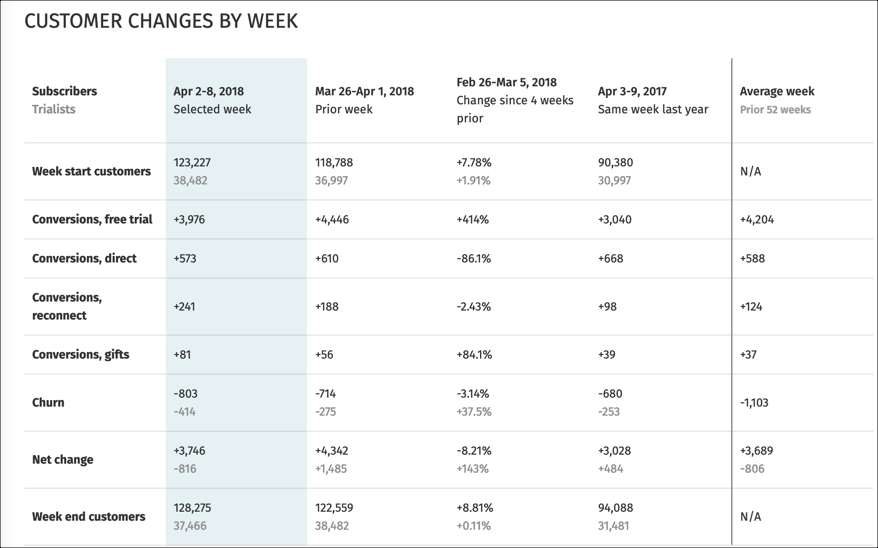 CUSTOMER CHANGES BY WEEK
Subscribers
Trialists
Apr 2-8, 2018
Selected week
Mar 26-Apr 1, 2018
Prior week
Feb 26-Mar 5, 2018
Change since 4 weeks
prior
Apr 3-9, 2017
Same week last year
Average week
Prior 52 weeks
Week start customers
123,227
38,482
118,788
36,997
+7.78%
+1.91%
90,380
30,997
N/A
Conversions, free trial
+3,976
+4,446
+414%
+3,040
+4,204
Conversions, direct
+573
+610
-86.1%
+668
+588
Conversions,
reconnect
+241
+188
-2.43%
+98
+124
Conversions, gifts
+81
+56
+84.1%
+39
+37
Churn
-803
-414
-714
-275
-3.14%
+37.5%
-680
-253
-1,103
Net change
+3,746
-816
+4,342
+1,485
-8.21%
+143%
+3,028
+484
+3,689
-806
Week end customers
128,275
37,466
122,559
38,482
+8.81%
+0.11%
94,088
31,481
N/A